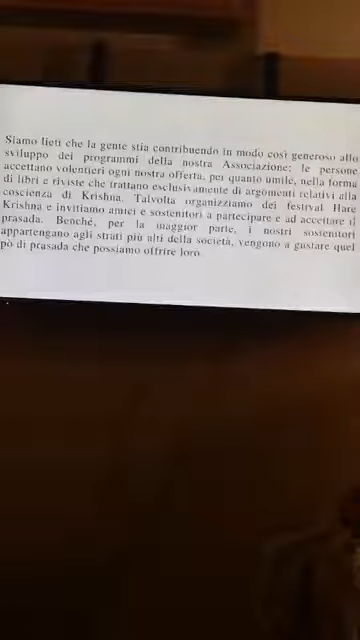 Siamo lieti che la gente stia contribuendo in modo così generoso allo
sviluppo dei programmi della nostra Associazione; le persone
accettano volentieri ogni nostra offerta, per quanto umile, nella forma
di libri e riviste che trattano esclusivamente di argomenti relativi alla
coscienza di Krishna. Talvolta organizziamo dei festival Hare
Krishna e invitiamo amici e sostenitori a partecipare e ad accettare il
prasada. Benché, per la maggior parte, i nostri sostenitori
appartengano agli strati più alti della società, vengono a gustare quel
pò di prasada che possiamo offrire loro.